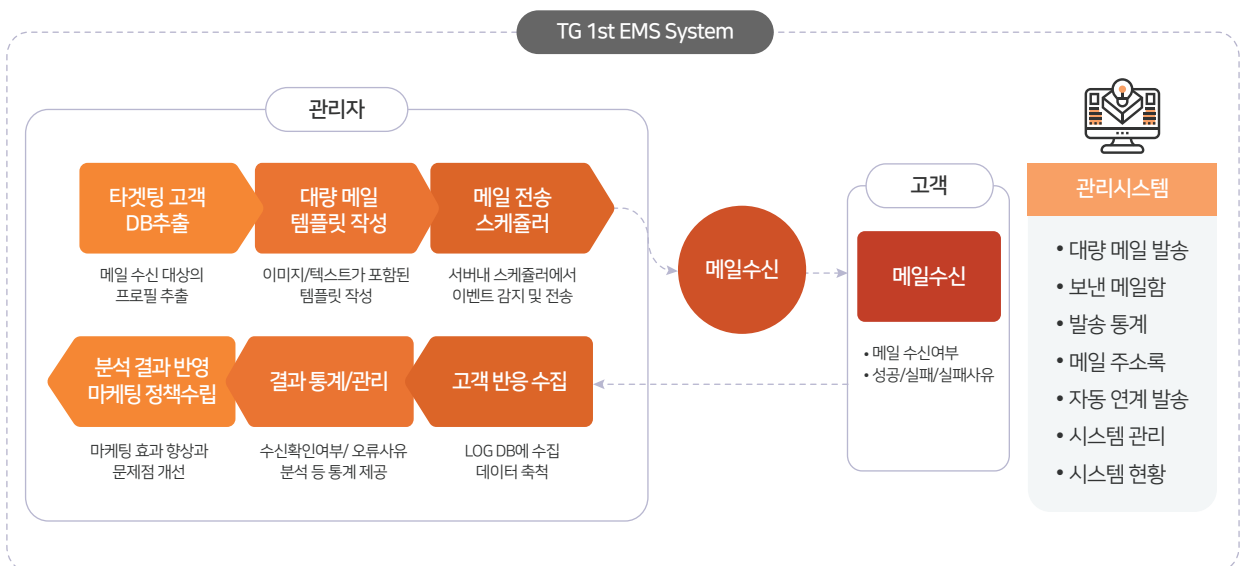 TG 1st EMS System
관리자
타겟팅 고객
DB추출
메일 수신 대상의
프로필 추출
대량 메일
템플릿 작성
이미지/텍스트가 포함된
템플릿 작성
메일 전송
스케쥴러
서버내 스케쥴러에서
이벤트 감지 및 전송
메일수신
고객
메일수신
• 메일 수신여부
• 성공/실패/실패사유
고객 반응 수집
LOG DB에 수집
데이터 축척
결과 통계/관리
수신확인여부/ 오류사유
분석 등 통계 제공
분석 결과 반영
마케팅 정책수립
마케팅 효과 향상과
문제점 개선
관리시스템
• 대량 메일 발송
• 보낸 메일함
• 발송 통계
• 메일 주소록
• 자동 연계 발송
• 시스템 관리
• 시스템 현황